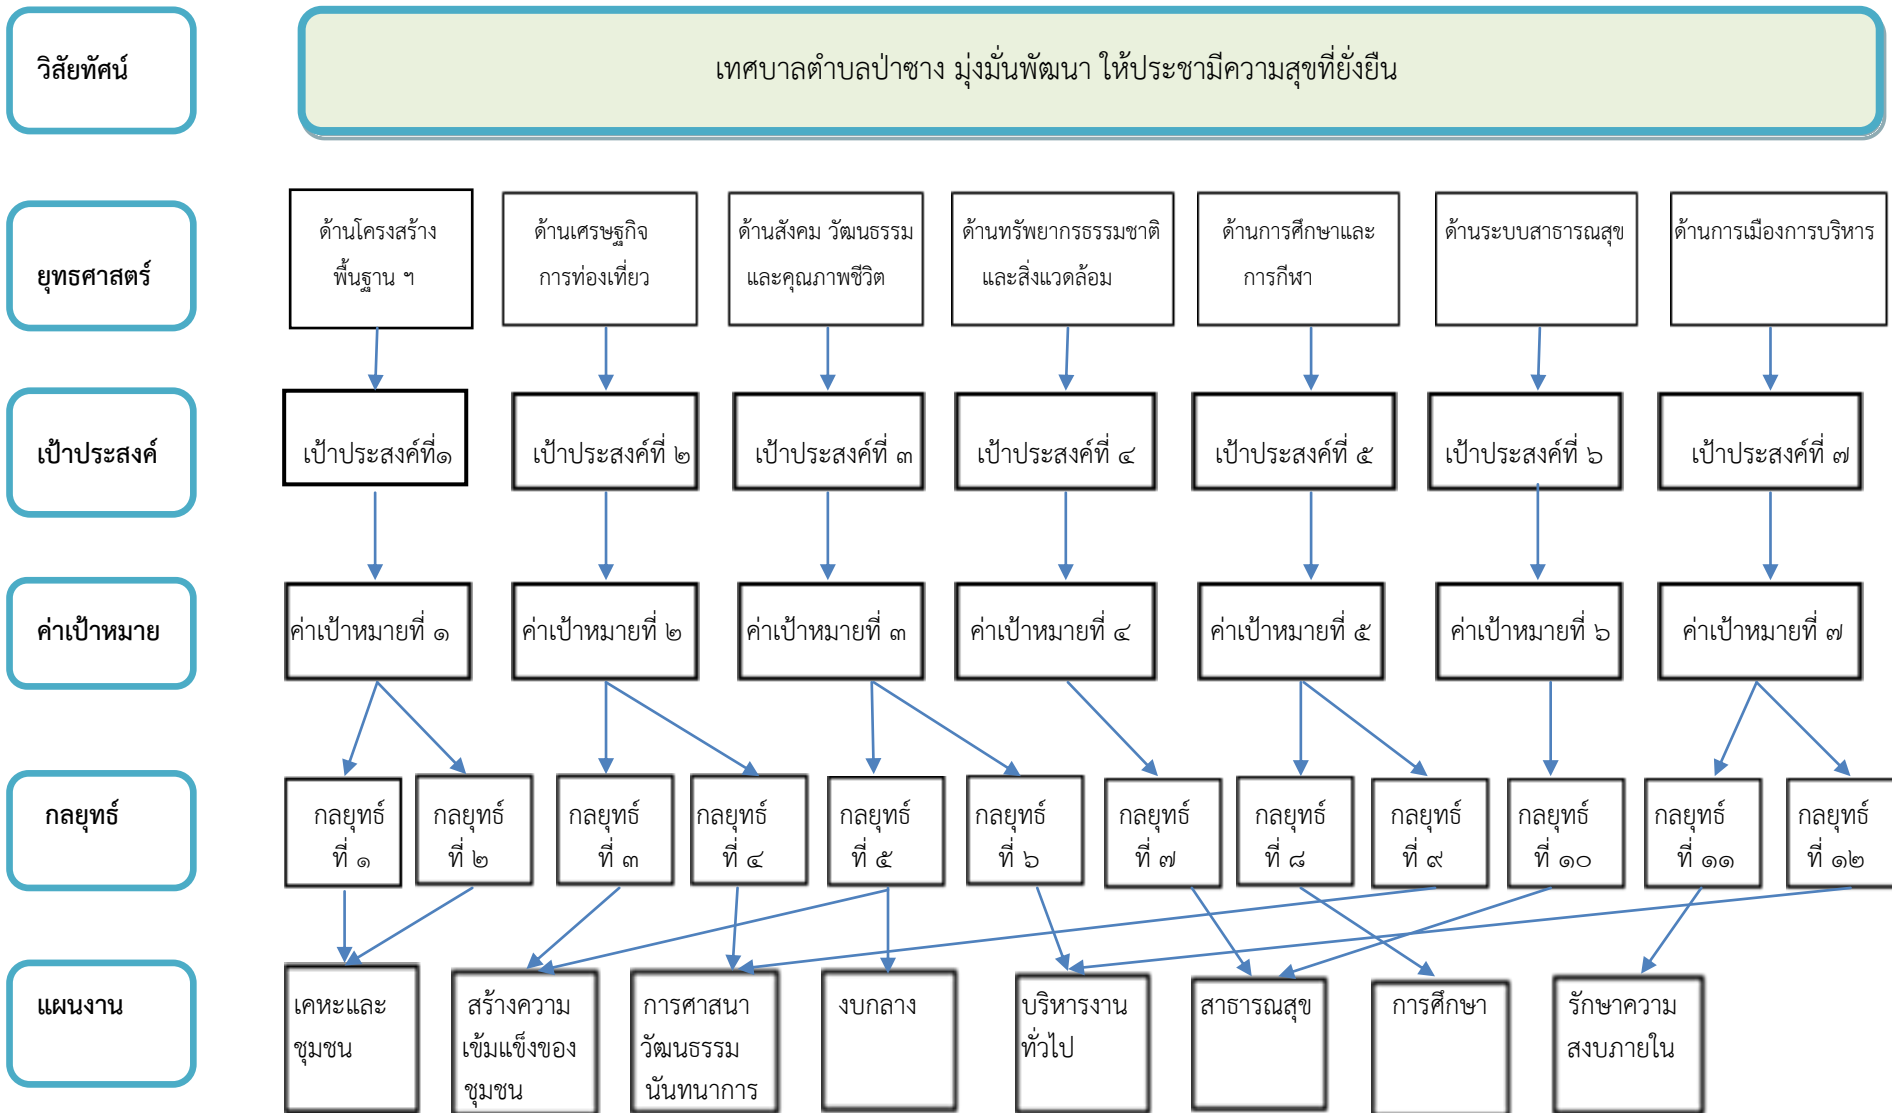 วิสัยทัศน์
เทศบาลตำบลป่าซาง มุ่งมั่นพัฒนา ให้ประชามีความสุขที่ยั่งยืน
ยุทธศาสตร์
ด้านโครงสร้าง
พื้นฐาน ฯ
ด้านเศรษฐกิจ
การท่องเที่ยว
ด้านสังคม วัฒนธรรม
และคุณภาพชีวิต
ด้านทรัพยากรธรรมชาติ
และสิ่งแวดล้อม
ด้านการศึกษาและ
การกีฬา
ด้านระบบสาธารณสุข
ด้านการเมืองการบริหาร
เป้าประสงค์
เป้าประสงค์ที่๑
เป้าประสงค์ที่ ๒
เป้าประสงค์ที่ ๓
เป้าประสงค์ที่ ๔
เป้าประสงค์ที่ ๕
เป้าประสงค์ที่ ๖
เป้าประสงค์ที่ ๗
ค่าเป้าหมาย
ค่าเป้าหมายที่ ๑
ค่าเป้าหมายที่ ๒
ค่าเป้าหมายที่ ๓
ค่าเป้าหมายที่ ๔
ค่าเป้าหมายที่ ๕
ค่าเป้าหมายที่ ๖
ค่าเป้าหมายที่ ๗
กลยุทธ์
กลยุทธ์
ที่ ๑
กลยุทธ์
ที่ ๒
กลยุทธ์
ที่ ๓
กลยุทธ์
ที่ ๔
กลยุทธ์
ที่ ๕
กลยุทธ์
ที่ ๖
กลยุทธ์
ที่ ๗
กลยุทธ์
ที่ ๘
กลยุทธ์
ที่ ๙
กลยุทธ์
ที่ ๑๐
กลยุทธ์
ที่ ๑๑
กลยุทธ์
ที่ ๑๒
แผนงาน
เคหะและ
ชุมชน
สร้างความ
เข้มแข็งของ
ชุมชน
การศาสนา
วัฒนธรรม
นันทนาการ
งบกลาง
บริหารงาน
ทั่วไป
สาธารณสุข
การศึกษา
รักษาความ
สงบภายใน